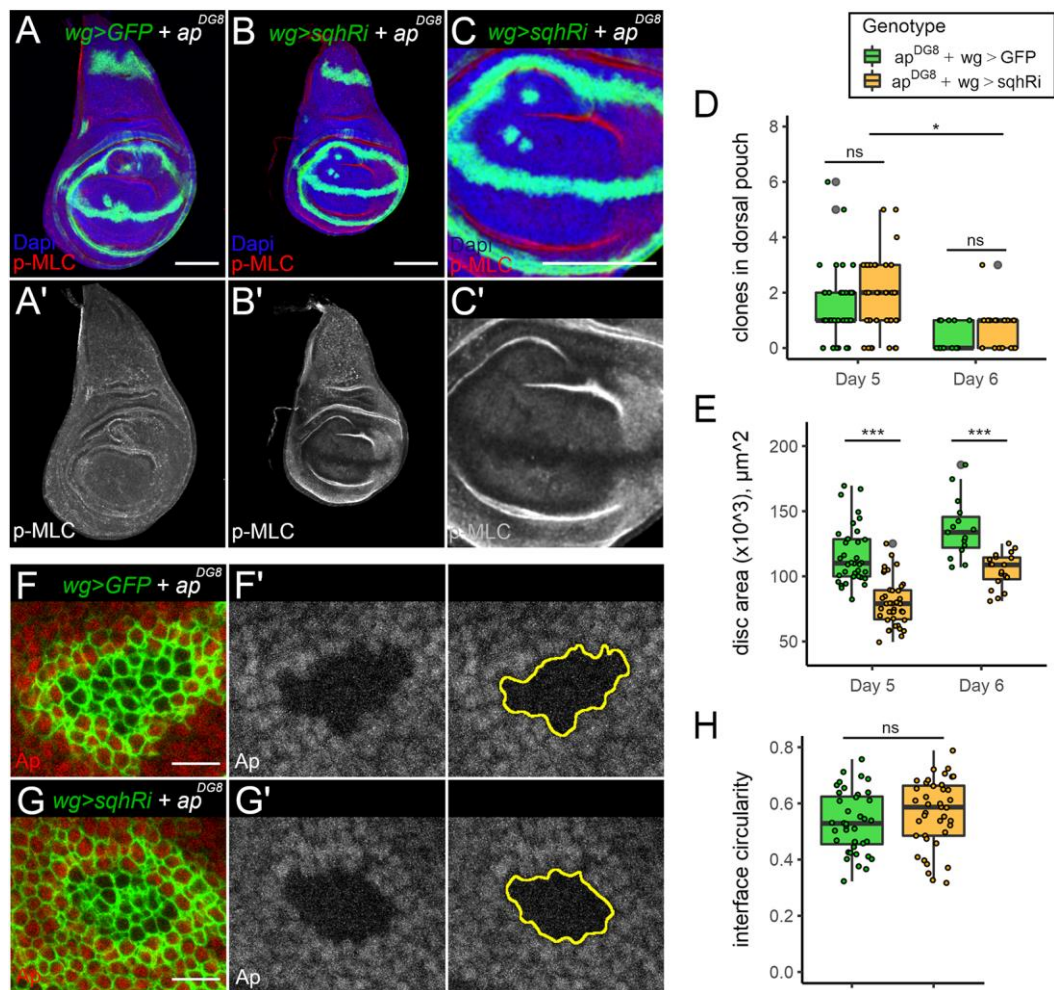 A
wg>GFP + ap^DG8
Dapi
p-MLC
B
wg>sqhRi + ap^DG8
Dapi
p-MLC
C
wg>sqhRi + ap^DG8
Dapi
p-MLC
A'
p-MLC
B'
p-MLC
C'
p-MLC
Genotype
ap^DG8 + wg > GFP
ap^DG8 + wg > sqhRi
D
clones in dorsal pouch
8
6
4
2
0
ns
*
ns
Day 5
Day 6
E
disc area (x10^3), µm^2
200
150
100
50
***
***
Day 5
Day 6
F
wg>GFP + ap^DG8
Ap
F'
Ap
G
wg>sqhRi + ap^DG8
Ap
G'
Ap
H
interface circularity
0.8
0.6
0.4
0.2
0.0
ns